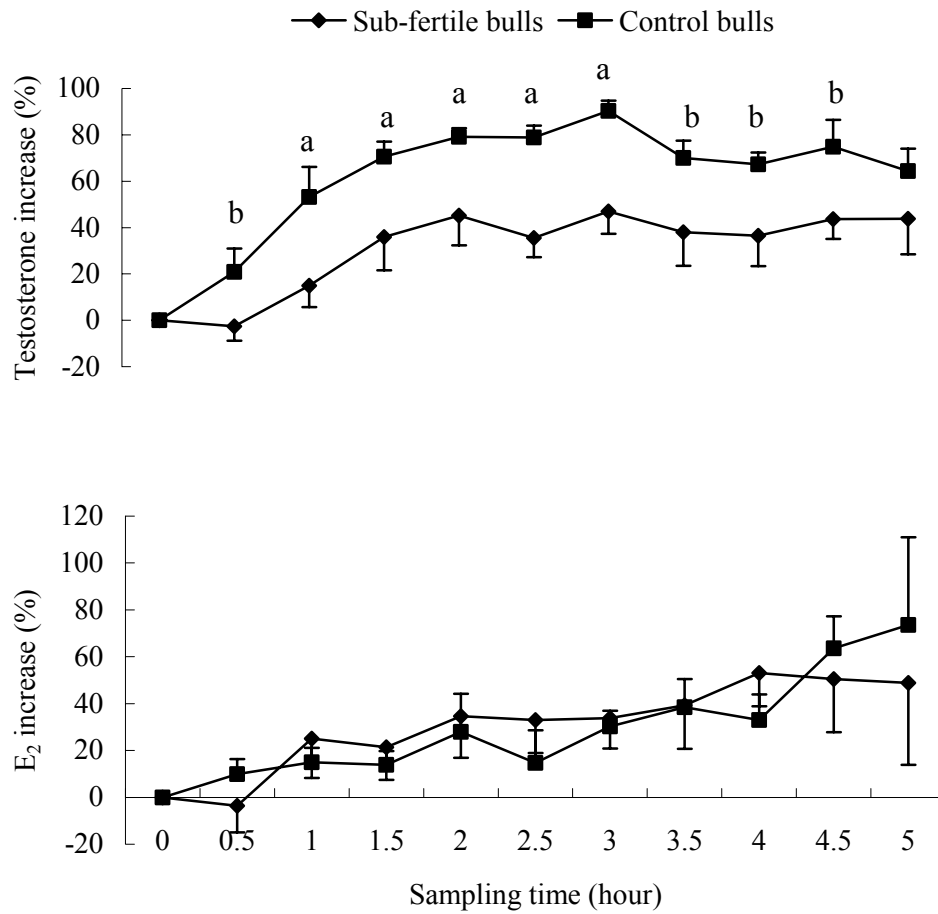 Sub-fertile bulls Control bulls
Testosterone increase (%)
100
80
60
40
20
0
-20
b a a a a a b b b
E2 increase (%)
120
100
80
60
40
20
0
-20
0 0.5 1 1.5 2 2.5 3 3.5 4 4.5 5
Sampling time (hour)